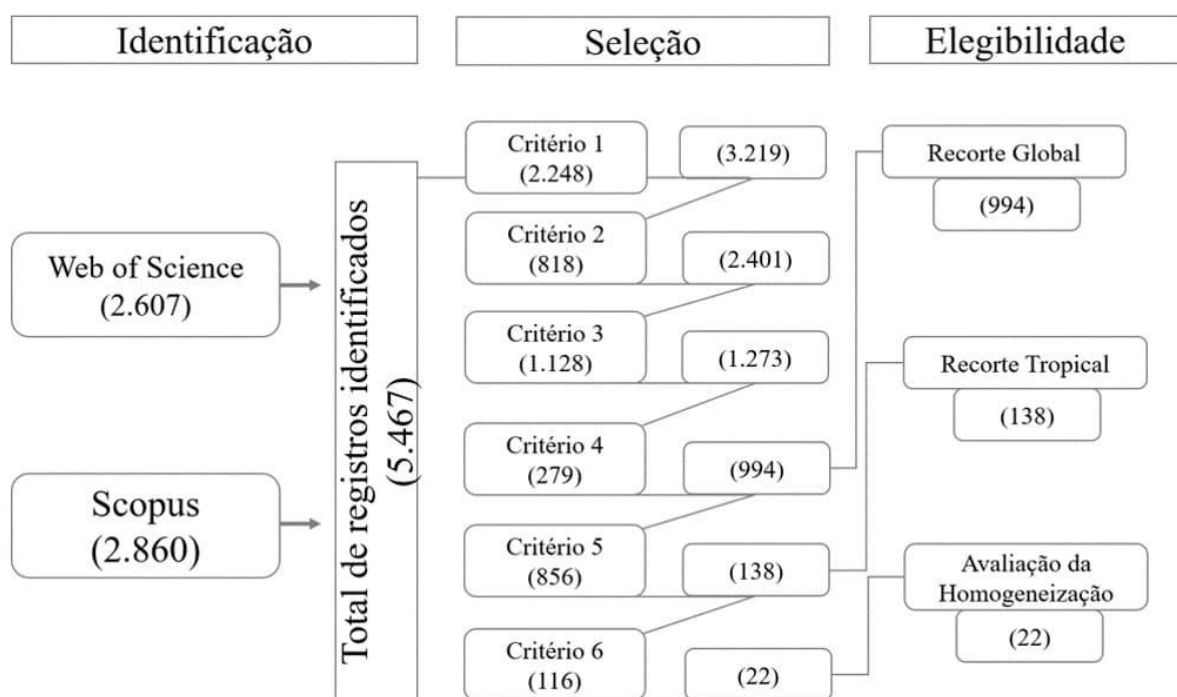 Identificação
Seleção
Elegibilidade
Web of Science
(2.607)
Scopus
(2.860)
Total de registros identificados
(5.467)
Critério 1
(2.248)
(3.219)
Critério 2
(818)
(2.401)
Critério 3
(1.128)
(1.273)
Critério 4
(279)
(994)
Critério 5
(856)
(138)
Critério 6
(116)
(22)
Recorte Global
(994)
Recorte Tropical
(138)
Avaliação da
Homogeneização
(22)